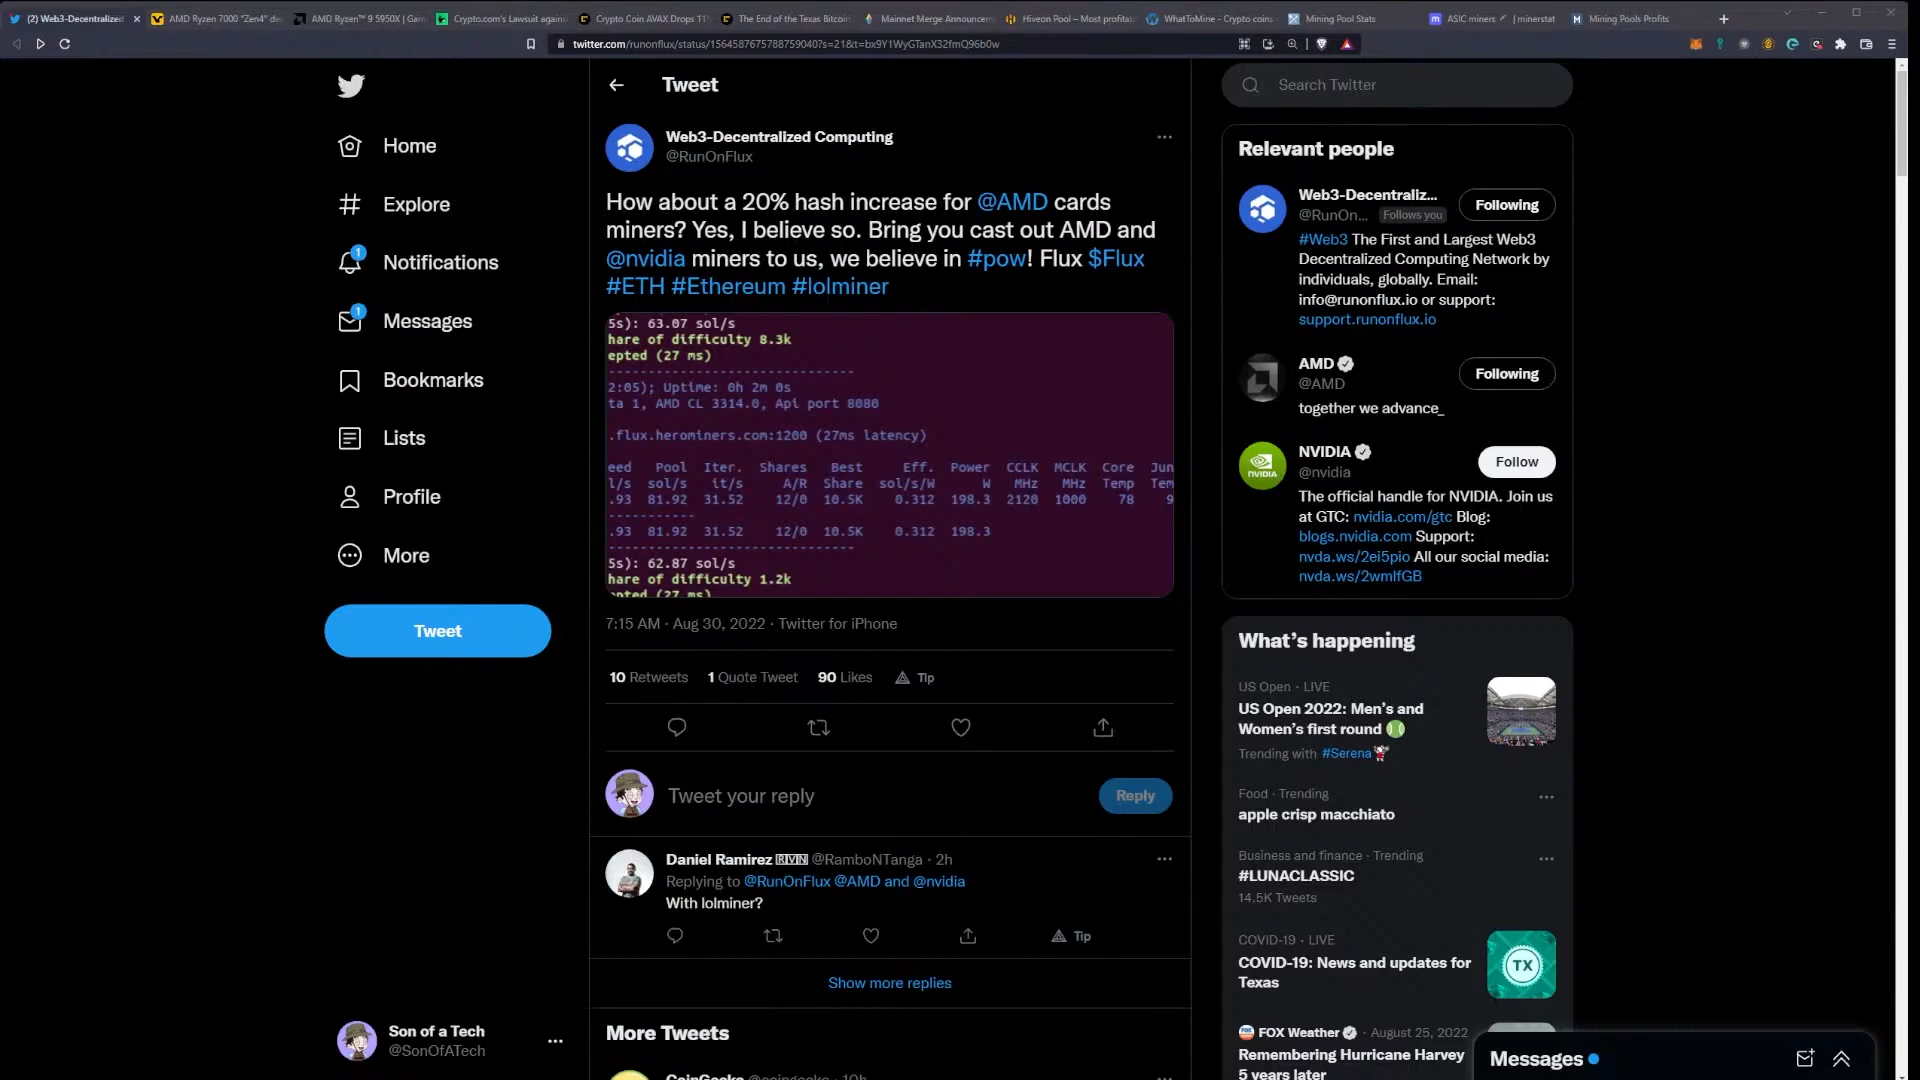 (2) Web3-Decentralized
AMD Ryzen 7000 "Zen4" de
AMD Ryzen™ 9 5950X | Gam
Crypto.com's Lawsuit against
Crypto Coin AVAX Drops 11%
The End of the Texas Bitcoin
Mainnet Merge Announcem
Hiveon Pool – Most profitab
WhatToMine - Crypto coins
Mining Pool Stats
ASIC miners
| minerstat
Mining Pools Profits
twitter.com/runonflux/status/1564587675788759040?s=21&t=bx9Y1WyGTanX32fmQ96b0w
Home
Explore
1
Notifications
1
Messages
Bookmarks
Lists
Profile
More
Tweet
Son of a Tech
@SonOfATech
Tweet
Web3-Decentralized Computing
@RunOnFlux
How about a 20% hash increase for @AMD cards
miners? Yes, I believe so. Bring you cast out AMD and
@nvidia miners to us, we believe in #pow! Flux $Flux
#ETH #Ethereum #lolminer
5s): 63.07 sol/s
hare of difficulty 8.3k
epted (27 ms)
--------------------------------
2:05); Uptime: 0h 2m 0s
ta 1, AMD CL 3314.0, Api port 8080
.flux.herominers.com:1200 (27ms latency)
eed Pool Iter. Shares Best Eff. Power CCLK MCLK Core Jun
l/s sol/s it/s A/R Share sol/s/W W MHz MHz Temp Tem
.93 81.92 31.52 12/0 10.5K 0.312 198.3 2120 1000 78 9
-----------
.93 81.92 31.52 12/0 10.5K 0.312 198.3
--------------------------------
5s): 62.87 sol/s
hare of difficulty 1.2k
epted (27 ms)
7:15 AM · Aug 30, 2022 · Twitter for iPhone
10 Retweets 1 Quote Tweet 90 Likes Tip
Tweet your reply
Reply
Daniel Ramirez RIVN @RamboNTanga · 2h
Replying to @RunOnFlux @AMD and @nvidia
With lolminer?
Tip
Show more replies
More Tweets
CoinGecko @coingecko · 10h
Search Twitter
Relevant people
Web3-Decentraliz...
@RunOn... Follows you
Following
#Web3 The First and Largest Web3
Decentralized Computing Network by
individuals, globally. Email:
info@runonflux.io or support:
support.runonflux.io
AMD
@AMD
Following
together we advance_
NVIDIA
@nvidia
Follow
The official handle for NVIDIA. Join us
at GTC: nvidia.com/gtc Blog:
blogs.nvidia.com Support:
nvda.ws/2ei5pio All our social media:
nvda.ws/2wmlfGB
What's happening
US Open · LIVE
US Open 2022: Men's and
Women's first round
Trending with #Serena
Food · Trending
apple crisp macchiato
Business and finance · Trending
#LUNACLASSIC
14.5K Tweets
COVID-19 · LIVE
COVID-19: News and updates for
Texas
TX
FOX Weather · August 25, 2022
Remembering Hurricane Harvey
5 years later
Messages